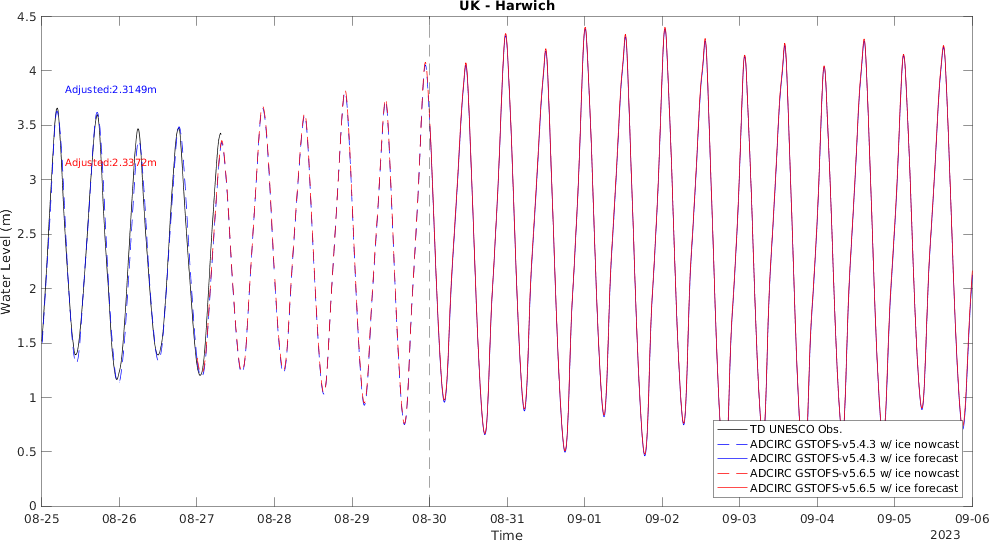 UK - Harwich
4.5
4
3.5
3
2.5
2
1.5
1
0.5
0
Water Level (m)
Adjusted:2.3149m
Adjusted:2.3372m
TD UNESCO Obs.
ADCIRC GSTOFS-v5.4.3 w/ ice nowcast
ADCIRC GSTOFS-v5.4.3 w/ ice forecast
ADCIRC GSTOFS-v5.6.5 w/ ice nowcast
ADCIRC GSTOFS-v5.6.5 w/ ice forecast
08-25 08-26 08-27 08-28 08-29 08-30 08-31 09-01 09-02 09-03 09-04 09-05 09-06
Time
2023